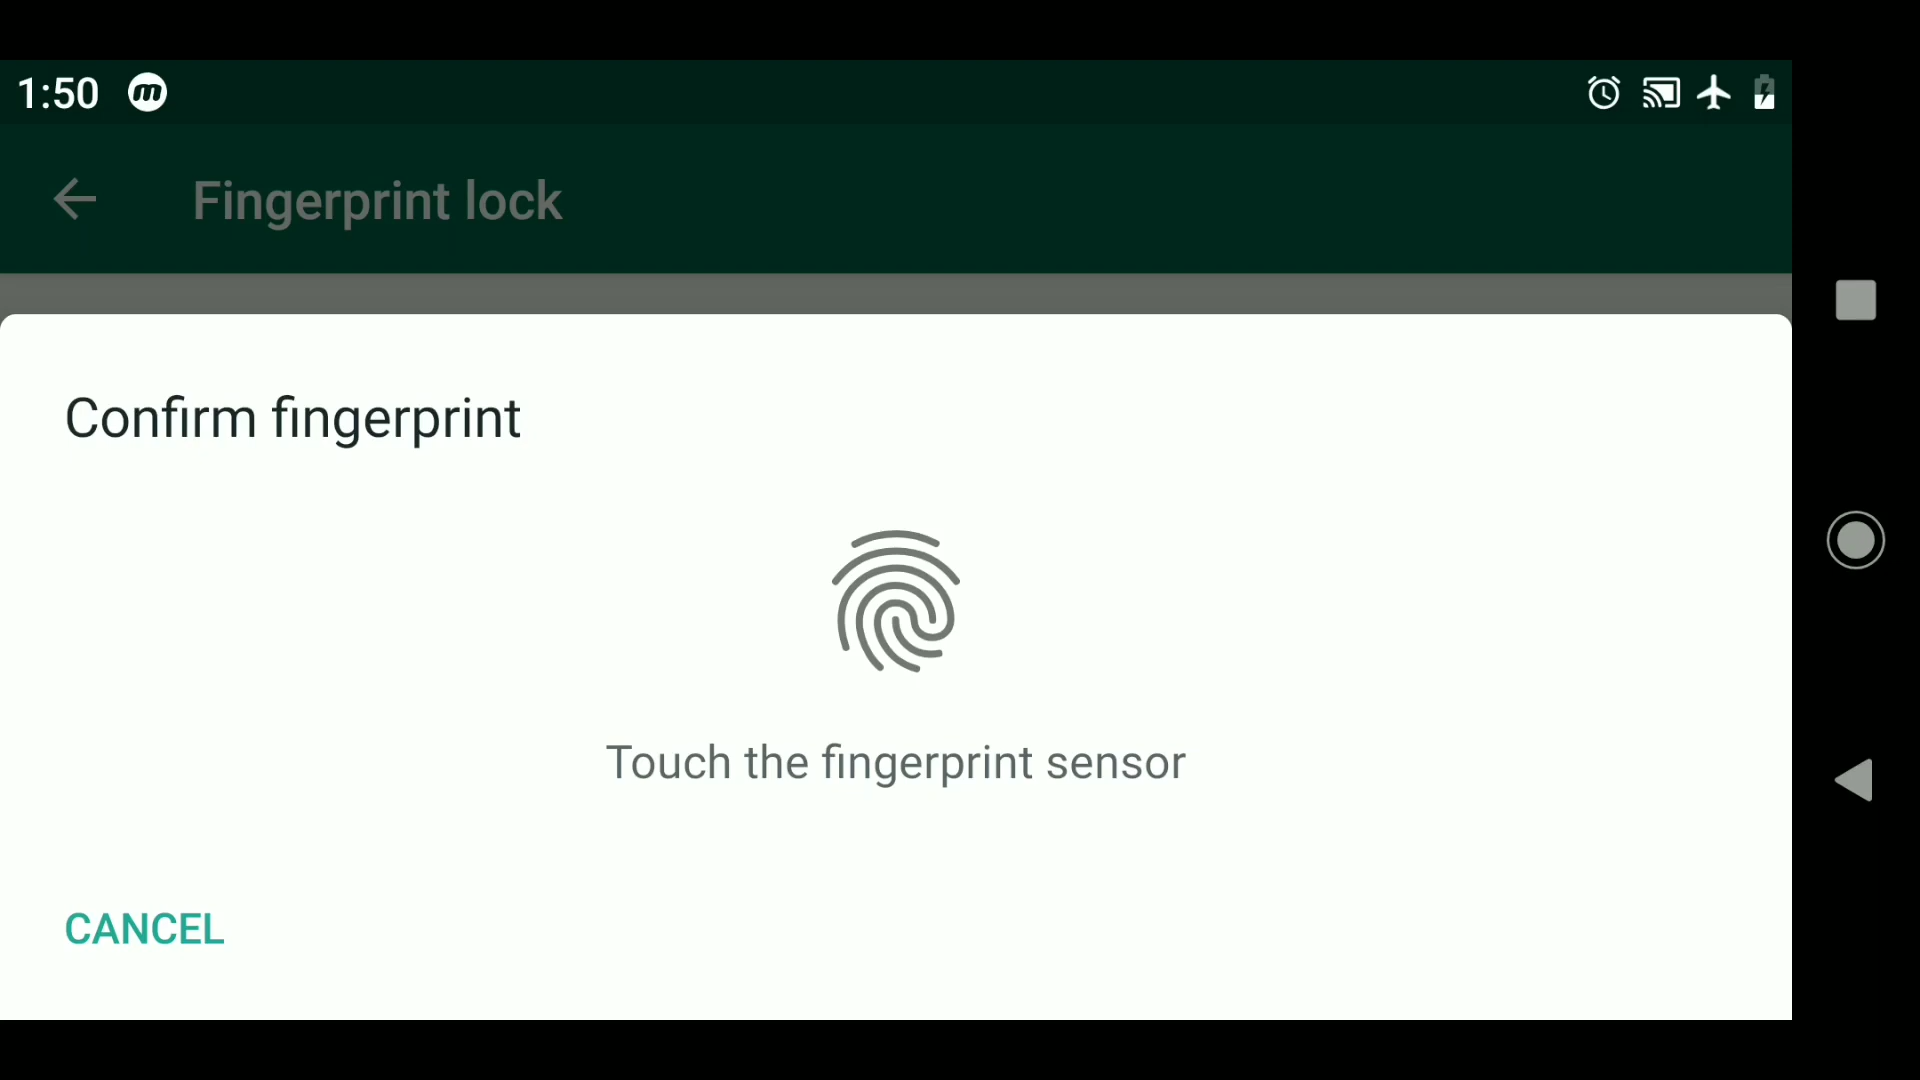 1:50
Fingerprint lock
Confirm fingerprint
Touch the fingerprint sensor
CANCEL